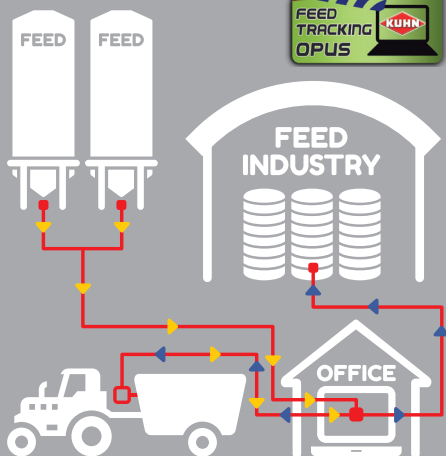 FEED
TRACKING
OPUS
KUHN
FEED
FEED
FEED
INDUSTRY
OFFICE